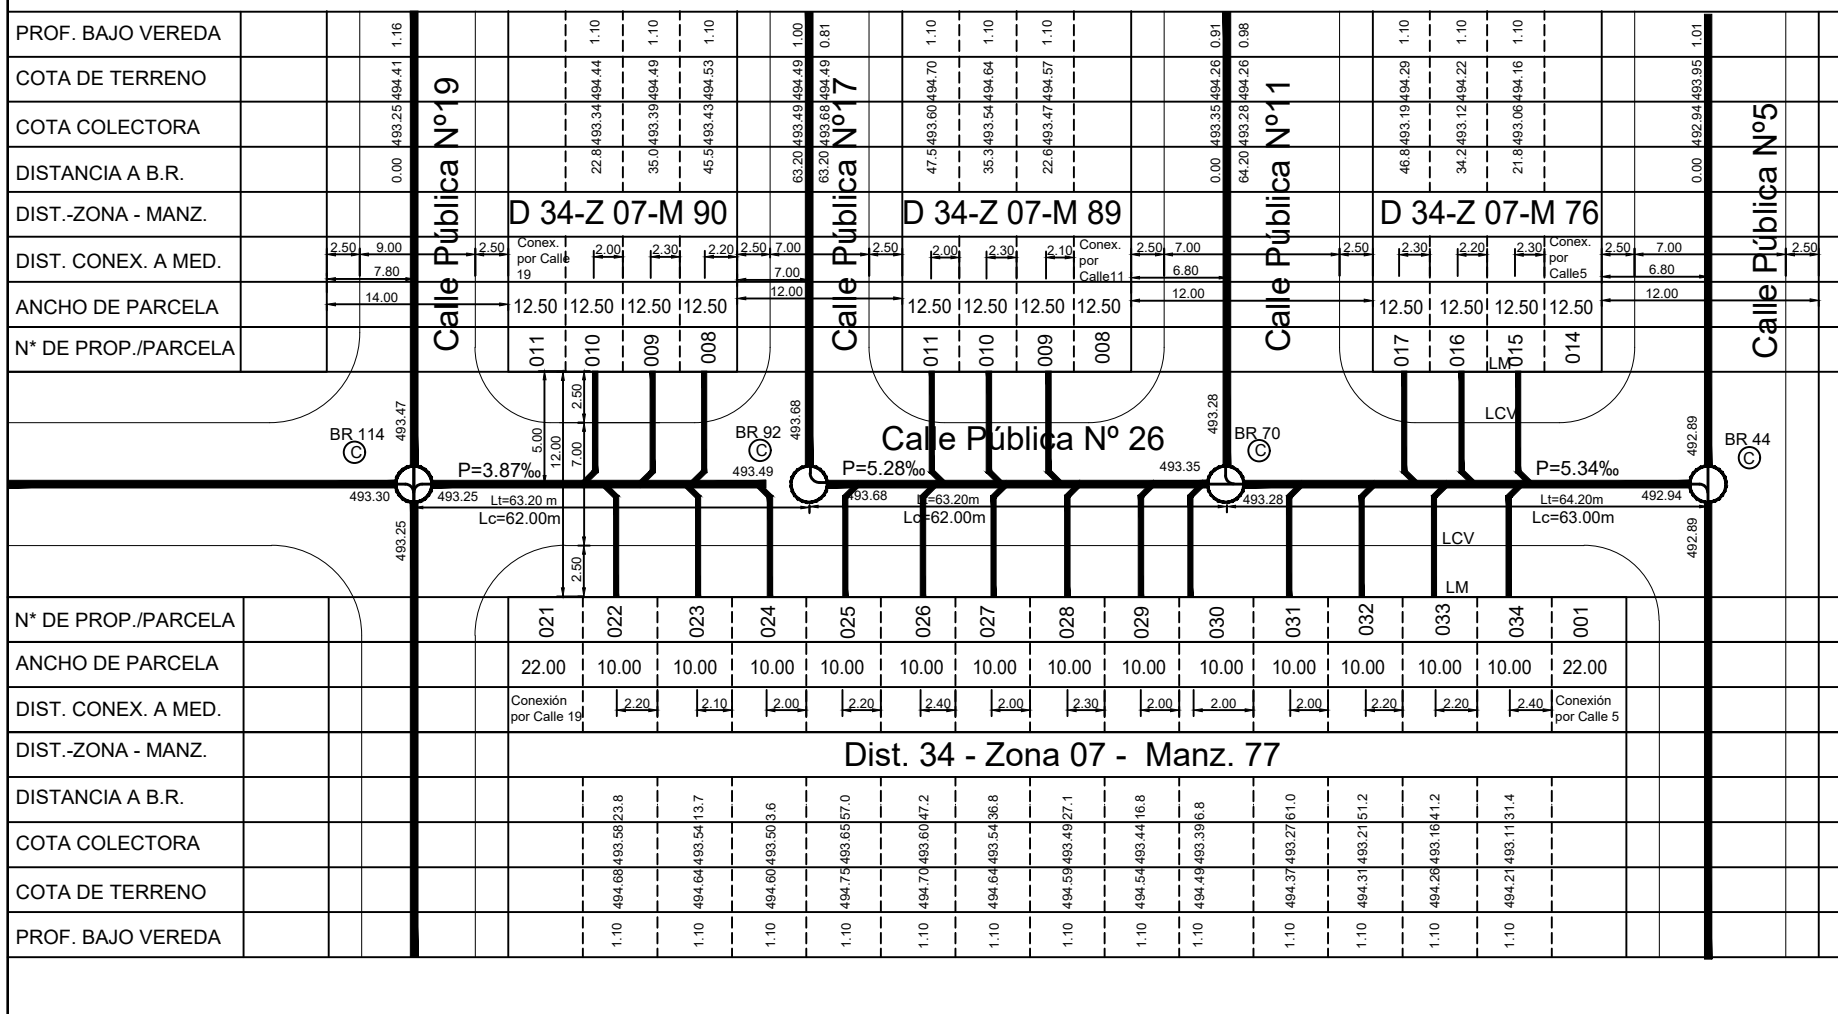 PROF. BAJO VEREDA 1.16 1.10 1.10 1.10 1.00 0.81 1.10 1.10 1.10 0.91 0.98 1.10 1.10 1.10 1.01
COTA DE TERRENO 494.41 494.44 494.49 494.53 494.49 494.49 494.70 494.64 494.57 494.26 494.26 494.29 494.22 494.16 493.95
COTA COLECTORA 493.25 493.34 493.39 493.43 493.49 493.68 493.60 493.54 493.47 493.35 493.28 493.19 493.12 493.06 492.94
DISTANCIA A B.R. 0.00 22.8 35.0 45.5 63.20 63.20 47.5 35.3 22.6 0.00 64.20 46.8 34.2 21.8 0.00
Calle Pública Nº19
Calle Pública Nº17
Calle Pública Nº11
Calle Pública Nº5
DIST.-ZONA - MANZ. D 34-Z 07-M 90 D 34-Z 07-M 89 D 34-Z 07-M 76
DIST. CONEX. A MED. 2.50 9.00 2.50 Conex. por Calle 19 2.00 2.30 2.20 2.50 7.00 2.50 2.00 2.30 2.10 Conex. por Calle11 2.50 7.00 2.50 2.30 2.20 2.30 Conex. por Calle5 2.50 7.00 2.50
7.80 7.00 6.80 6.80
ANCHO DE PARCELA 14.00 12.50 12.50 12.50 12.50 12.00 12.50 12.50 12.50 12.50 12.00 12.50 12.50 12.50 12.50 12.00
N* DE PROP./PARCELA 011 010 009 008 011 010 009 008 017 016 015 014
LM
2.50
LCV
493.47 493.68 493.28 492.89
BR 114 C
BR 92 C
Calle Pública Nº 26
BR 70 C
BR 44 C
5.00 12.00 7.00
P=3.87‰ 493.49 P=5.28‰ 493.35 P=5.34‰
493.30 493.25 Lt=63.20 m 493.68 Lt=63.20m 493.28 Lt=64.20m 492.94
Lc=62.00m Lc=62.00m Lc=63.00m
493.25 492.89
LCV
2.50
LM
N* DE PROP./PARCELA 021 022 023 024 025 026 027 028 029 030 031 032 033 034 001
ANCHO DE PARCELA 22.00 10.00 10.00 10.00 10.00 10.00 10.00 10.00 10.00 10.00 10.00 10.00 10.00 10.00 22.00
DIST. CONEX. A MED. Conexión por Calle 19 2.20 2.10 2.00 2.20 2.40 2.00 2.30 2.00 2.00 2.00 2.20 2.20 2.40 Conexión por Calle 5
DIST.-ZONA - MANZ. Dist. 34 - Zona 07 - Manz. 77
DISTANCIA A B.R. 23.8 13.7 3.6 57.0 47.2 36.8 27.1 16.8 6.8 61.0 51.2 41.2 31.4
COTA COLECTORA 493.58 493.54 493.50 493.65 493.60 493.54 493.49 493.44 493.39 493.27 493.21 493.16 493.11
COTA DE TERRENO 494.68 494.64 494.60 494.75 494.70 494.64 494.59 494.54 494.49 494.37 494.31 494.26 494.21
PROF. BAJO VEREDA 1.10 1.10 1.10 1.10 1.10 1.10 1.10 1.10 1.10 1.10 1.10 1.10 1.10